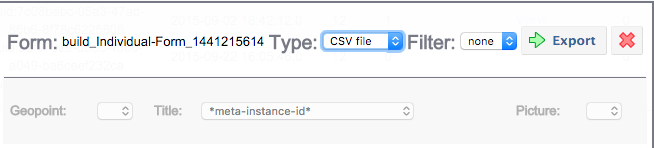 Form: build_Individual-Form_1441215614 Type: CSV file Filter: none Export
Geopoint: Title: *meta-instance-id* Picture: